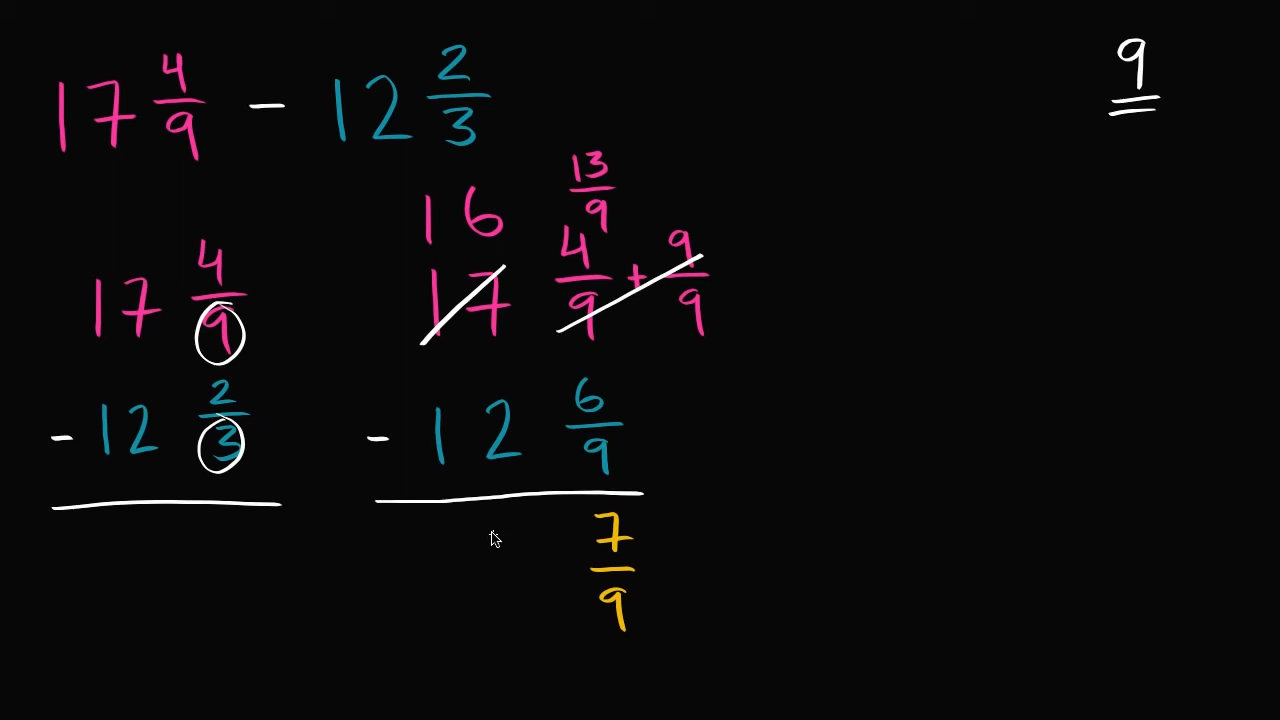 17 4/9 - 12 2/3
9
16 13/9
17 4/9
17 4/9 + 9/9
- 12 2/3
- 12 6/9
7/9